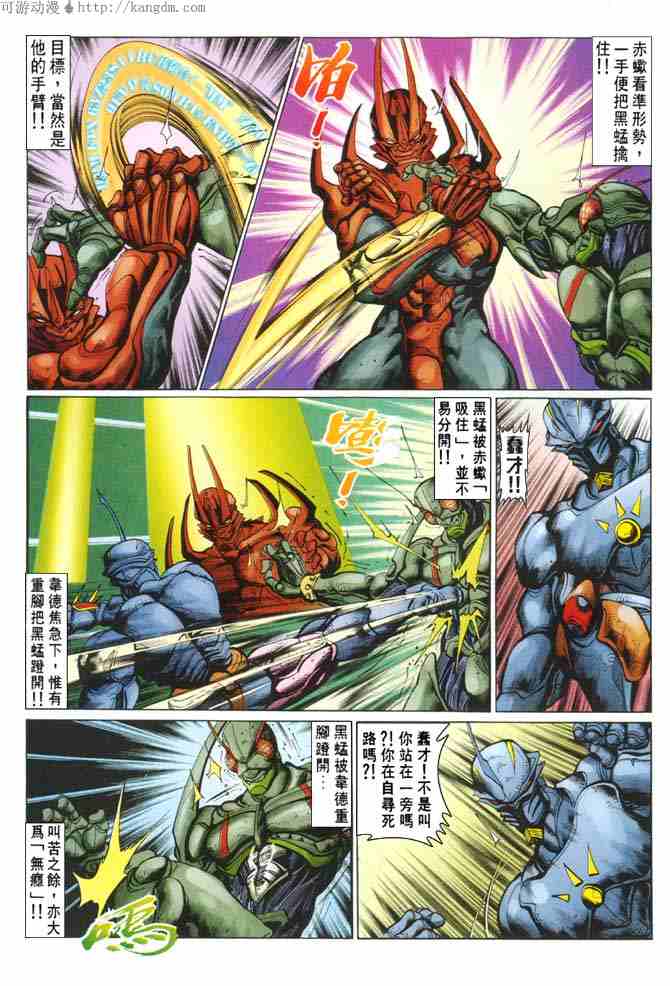 可游动漫 http://kangdm.com
赤蠍看準形勢，
一手便把黑蜢擒
住!!
啪!
目標，當然是
他的手臂!!
蠢才!!
黑蜢被赤蠍「
吸住」，並不
易分開!!
嘭!
韋德焦急下，惟有
重腳把黑蜢蹬開!!
蠢才！不是叫
你站在一旁嗎
?!你在自尋死
路嗎?!
黑蜢被韋德重
腳蹬開…
叫苦之餘，亦大
爲「無癮」!!
嗚